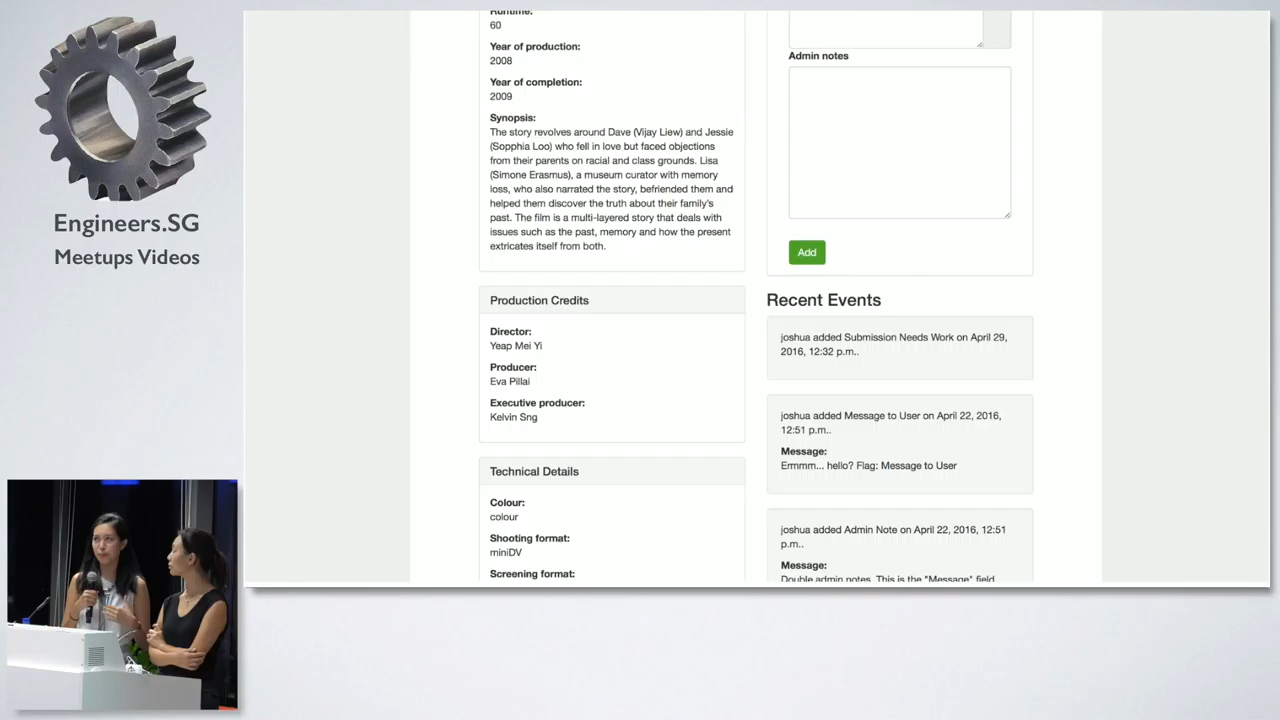 Engineers.SG
Meetups Videos
60
Year of production:
2008
Year of completion:
2009
Synopsis:
The story revolves around Dave (Vijay Liew) and Jessie
(Sopphia Loo) who fell in love but faced objections
from their parents on racial and class grounds. Lisa
(Simone Erasmus), a museum curator with memory
loss, who also narrated the story, befriended them and
helped them discover the truth about their family's
past. The film is a multi-layered story that deals with
issues such as the past, memory and how the present
extricates itself from both.
Production Credits
Director:
Yeap Mei Yi
Producer:
Eva Pillai
Executive producer:
Kelvin Sng
Technical Details
Colour:
colour
Shooting format:
miniDV
Screening format:
Admin notes
Add
Recent Events
joshua added Submission Needs Work on April 29,
2016, 12:32 p.m..
joshua added Message to User on April 22, 2016,
12:51 p.m..
Message:
Ermmm... hello? Flag: Message to User
joshua added Admin Note on April 22, 2016, 12:51
p.m..
Message:
Double admin notes. This is the "Message" field